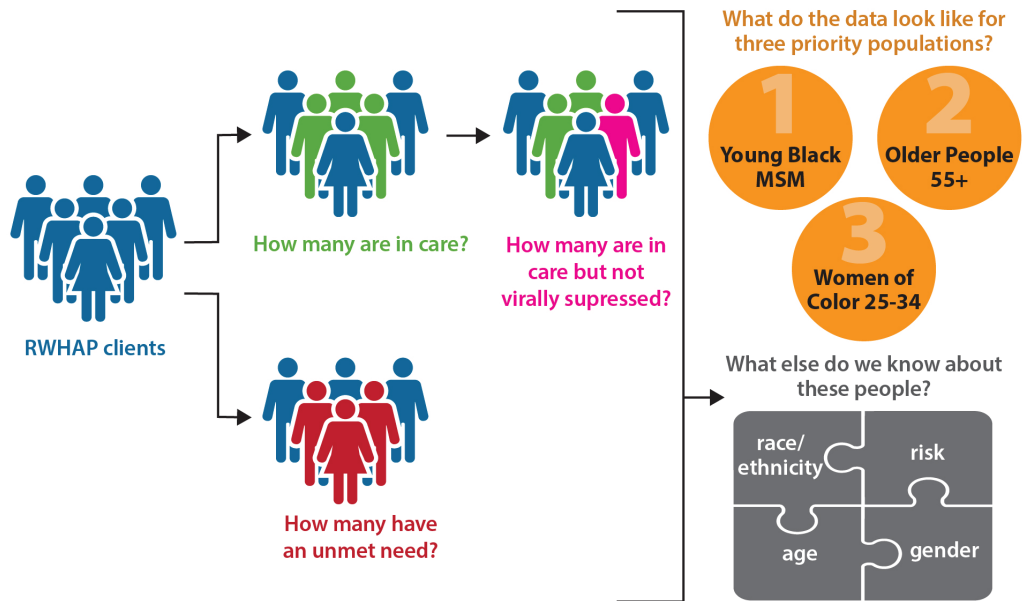 RWHAP clients
How many are in care?
How many are in
care but not
virally supressed?
How many have
an unmet need?
What do the data look like for
three priority populations?
1
Young Black
MSM
2
Older People
55+
3
Women of
Color 25-34
What else do we know about
these people?
race/
ethnicity
risk
age
gender